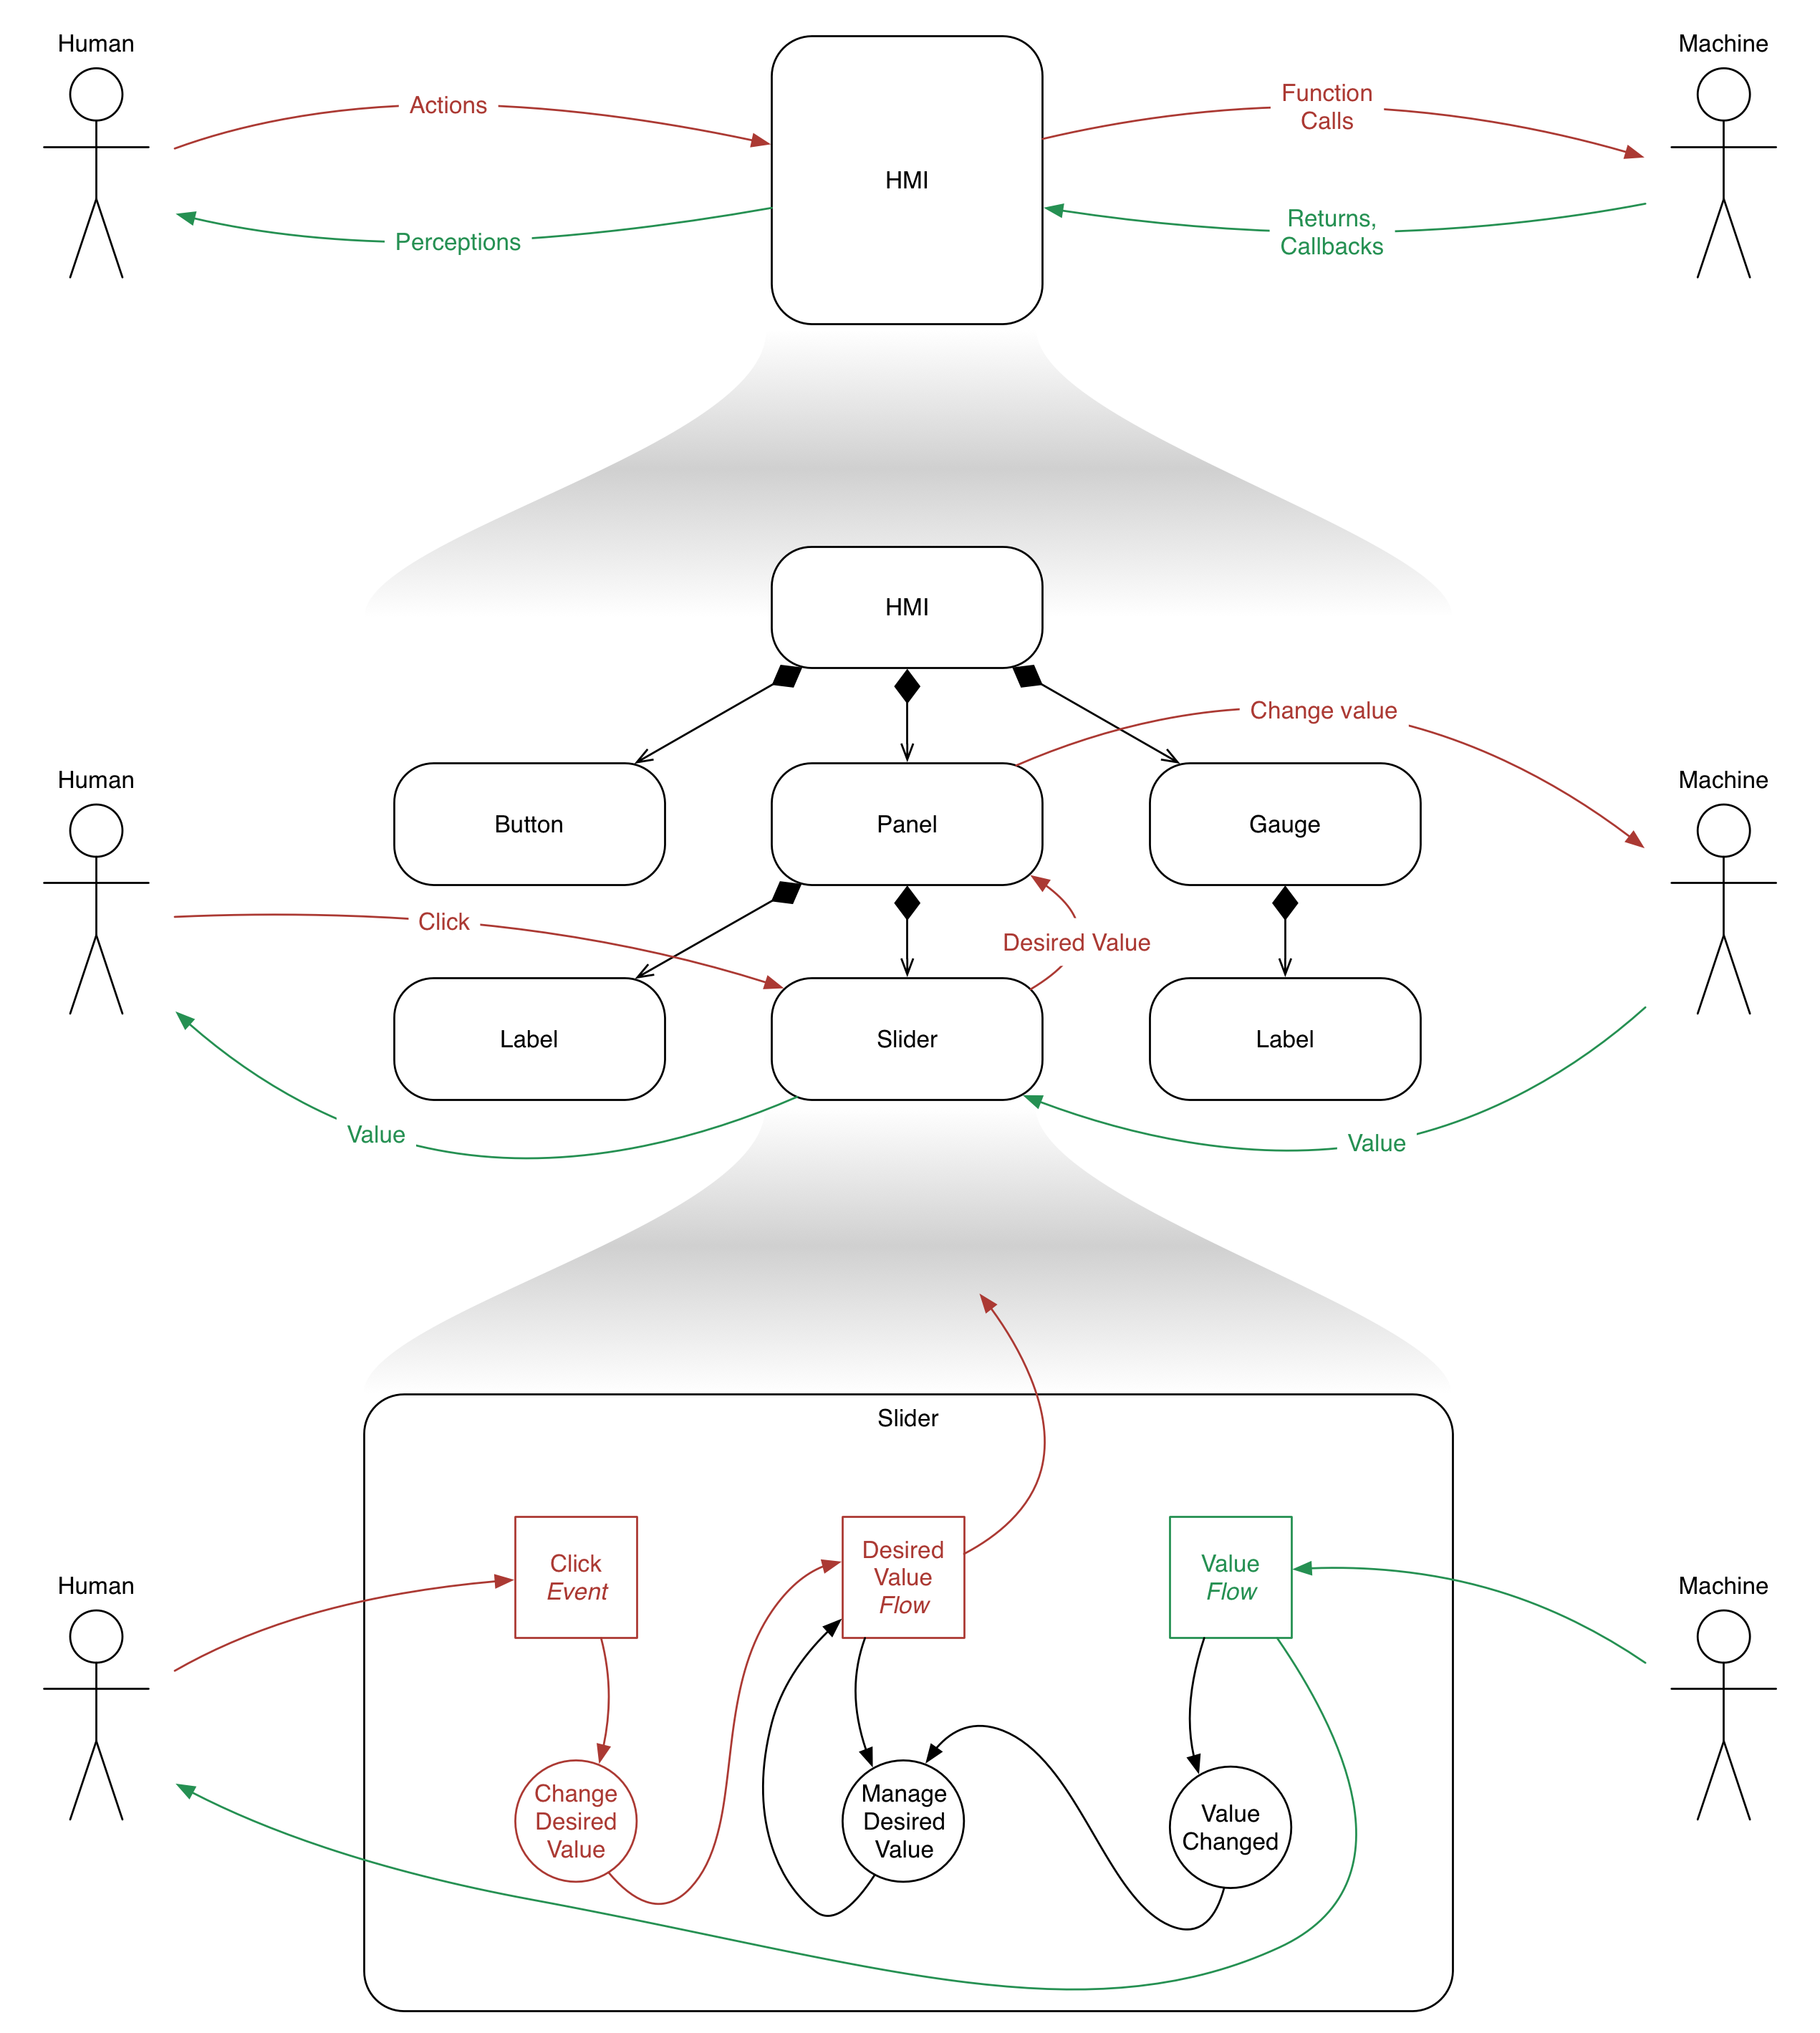 Human
Machine
Actions
Function
Calls
HMI
Perceptions
Returns,
Callbacks
HMI
Change value
Human
Machine
Button
Panel
Gauge
Click
Desired Value
Label
Slider
Label
Value
Value
Slider
Human
Machine
Click
Event
Desired
Value
Flow
Value
Flow
Change
Desired
Value
Manage
Desired
Value
Value
Changed